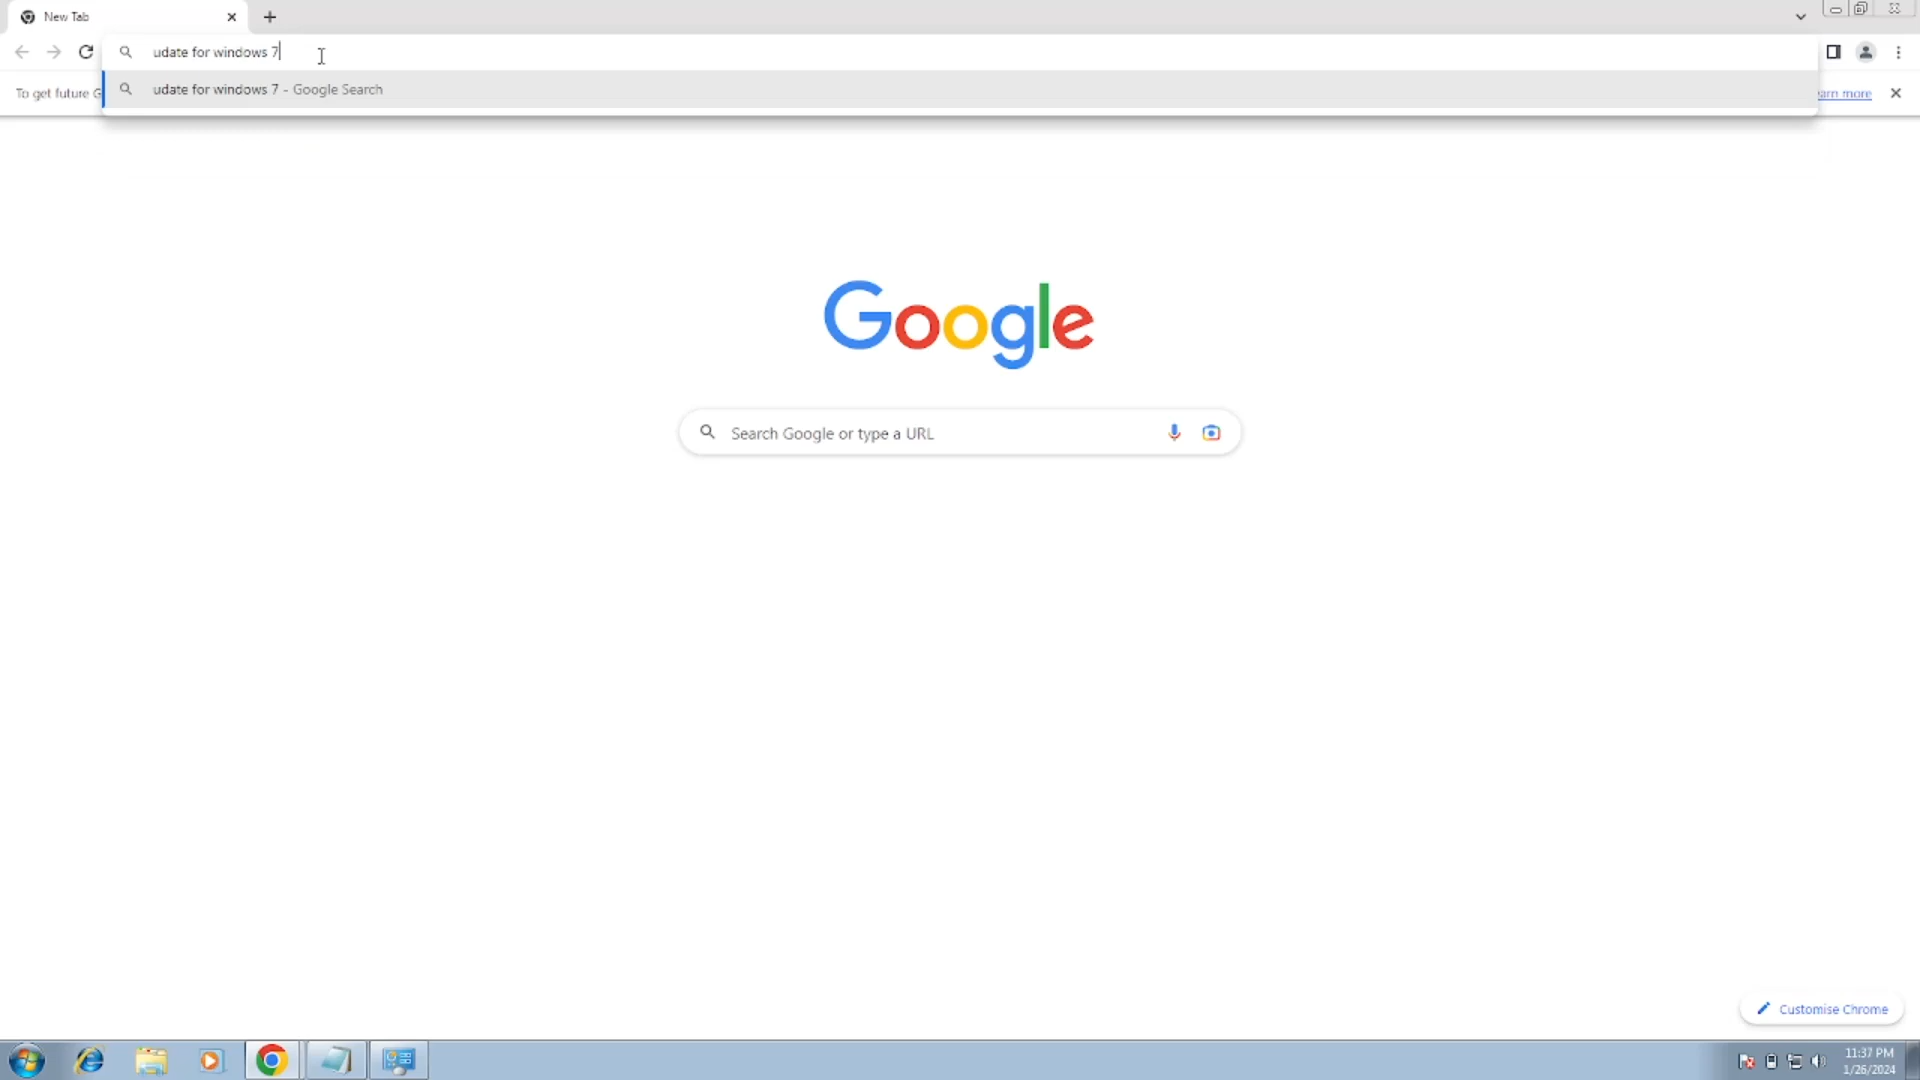 New Tab
udate for windows 7
udate for windows 7 - Google Search
To get future G
earn more
Google
Search Google or type a URL
Customise Chrome
11:37 PM
1/26/2024